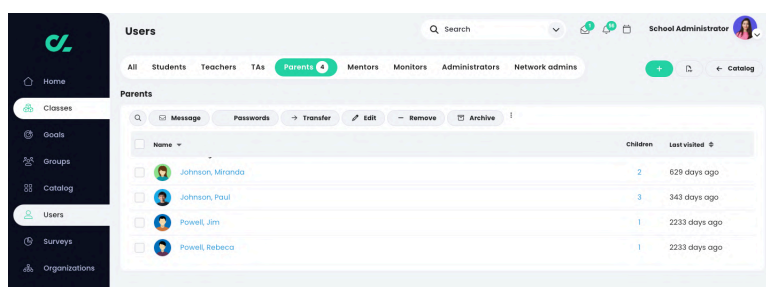 Users
Search
School Administrator
All Students Teachers TAs Parents 4 Mentors Monitors Administrators Network admins
+ ← Catalog
Parents
Message Passwords → Transfer Edit − Remove Archive
Name Children Last visited
Johnson, Miranda 2 629 days ago
Johnson, Paul 3 343 days ago
Powell, Jim 1 2233 days ago
Powell, Rebeca 1 2233 days ago
Home
Classes
Goals
Groups
Catalog
Users
Surveys
Organizations